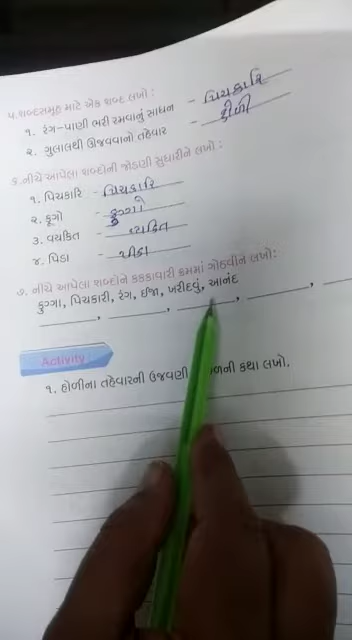 ૫.શબ્દસમૂહ માટે એક શબ્દ લખો :
૧. રંગ-પાણી ભરી રમવાનું સાધન - પિચકારિ
૨. ગુલાલથી ઊજવવાનો તહેવાર - હોળી
૬.નીચે આપેલા શબ્દોની જોડણી સુધારીને લખો :
૧. પિચકારિ - પિચકારિ
૨. ફૂગો - ફુગ્ગો
૩. વયકિત - વ્યકિત
૪. પિડા - પીડા
૭. નીચે આપેલા શબ્દોને કક્કાવારી ક્રમમાં ગોઠવીને લખો:
ફુગ્ગા, પિચકારી, રંગ, ઈજા, ખરીદવું, આનંદ
Activity
૧. હોળીના તહેવારની ઉજવણી ળની કથા લખો.